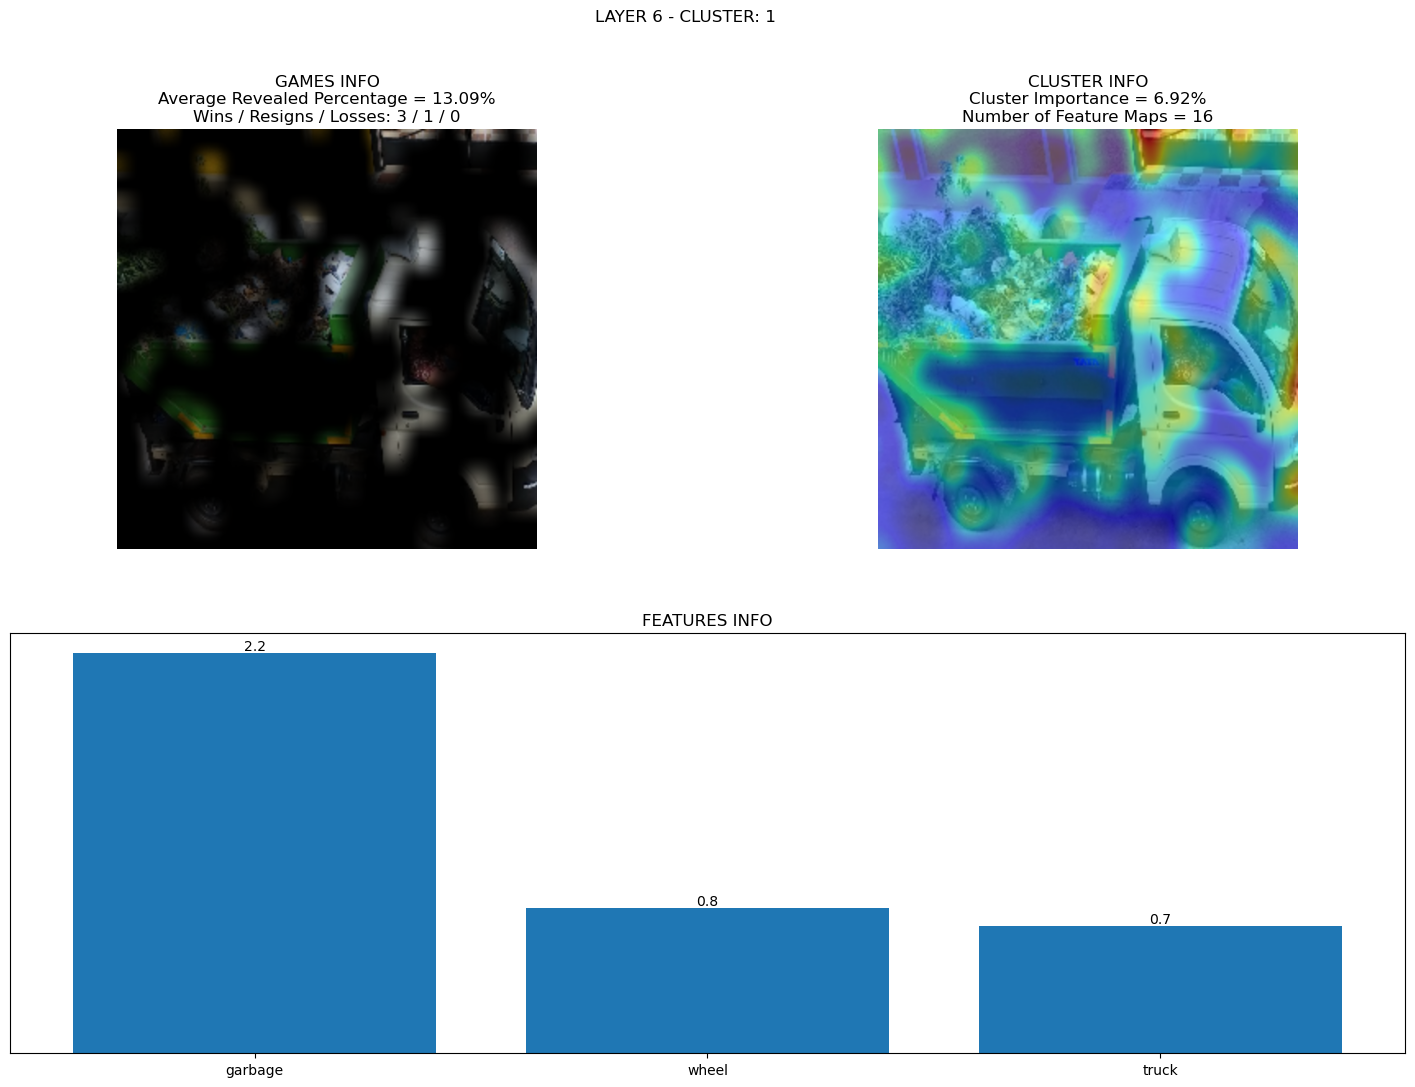 LAYER 6 - CLUSTER: 1
GAMES INFO
Average Revealed Percentage = 13.09%
Wins / Resigns / Losses: 3 / 1 / 0
CLUSTER INFO
Cluster Importance = 6.92%
Number of Feature Maps = 16
FEATURES INFO
2.2
0.8
0.7
garbage
wheel
truck